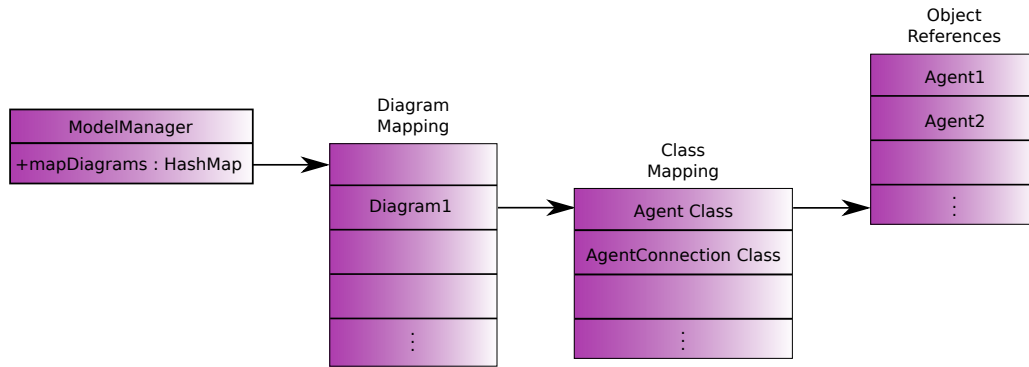 ModelManager
+mapDiagrams : HashMap
Diagram
Mapping
Diagram1
⋮
Class
Mapping
Agent Class
AgentConnection Class
⋮
Object
References
Agent1
Agent2
⋮